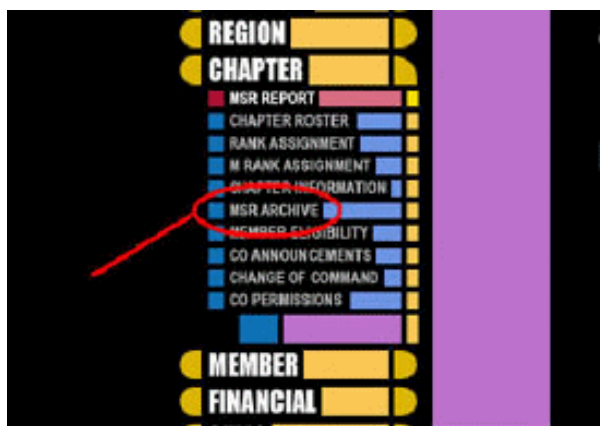 REGION
CHAPTER
MSR REPORT
CHAPTER ROSTER
RANK ASSIGNMENT
M RANK ASSIGNMENT
CHAPTER INFORMATION
MSR ARCHIVE
MEMBER ELIGIBILITY
CO ANNOUNCEMENTS
CHANGE OF COMMAND
CO PERMISSIONS
MEMBER
FINANCIAL